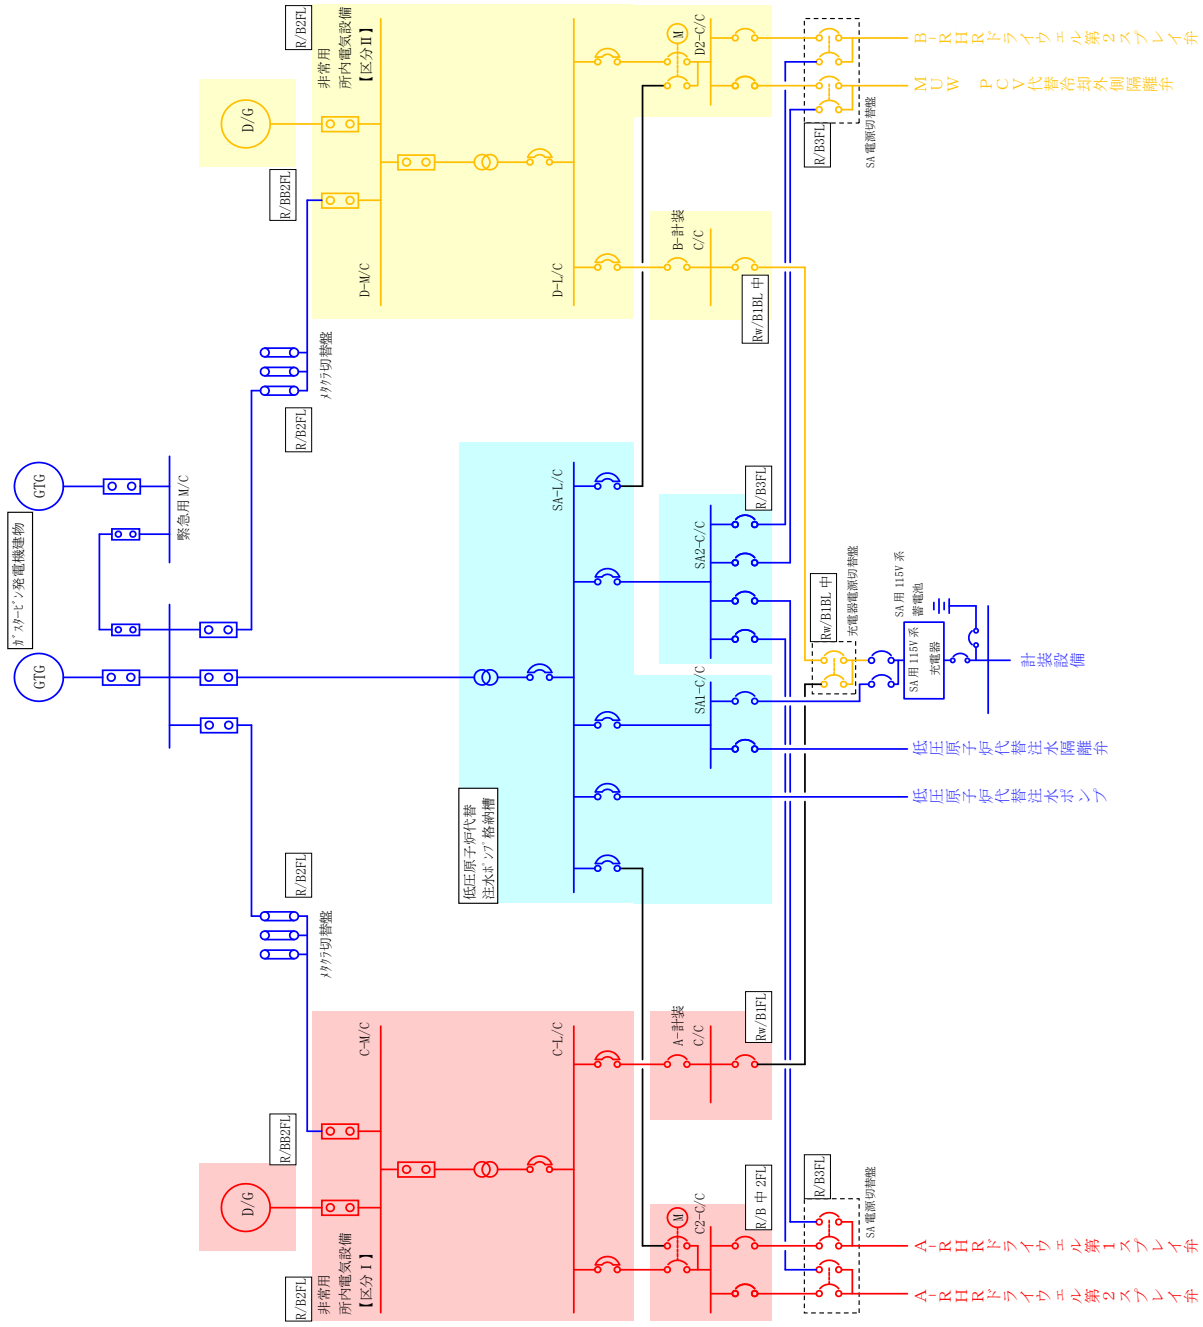 ｶﾞｽﾀｰﾋﾞﾝ発電機建物
GTG
GTG
緊急用 M/C
R/B2FL
ﾒﾀｸﾗ切替盤
R/B2FL
ﾒﾀｸﾗ切替盤
D/G
R/BB2FL
R/B2FL
非常用
所内電気設備
【区分Ⅰ】
C-M/C
C-L/C
A-計装
C/C
Rw/B1FL
M
C2-C/C
R/B 中 2FL
R/B3FL
SA 電源切替盤
A-RHRドライウェル第1スプレイ弁
A-RHRドライウェル第2スプレイ弁
低圧原子炉代替
注水ﾎﾟﾝﾌﾟ格納槽
SA-L/C
SA1-C/C
SA2-C/C
R/B3FL
低圧原子炉代替注水ポンプ
低圧原子炉代替注水隔離弁
Rw/B1BL 中
充電器電源切替盤
SA 用 115V 系
充電器
SA 用 115V 系
蓄電池
計装設備
D/G
R/BB2FL
R/B2FL
非常用
所内電気設備
【区分Ⅱ】
D-M/C
D-L/C
B-計装
C/C
Rw/B1BL 中
M
D2-C/C
R/B3FL
SA 電源切替盤
MUW PCV代替冷却外側隔離弁
B-RHRドライウェル第2スプレイ弁